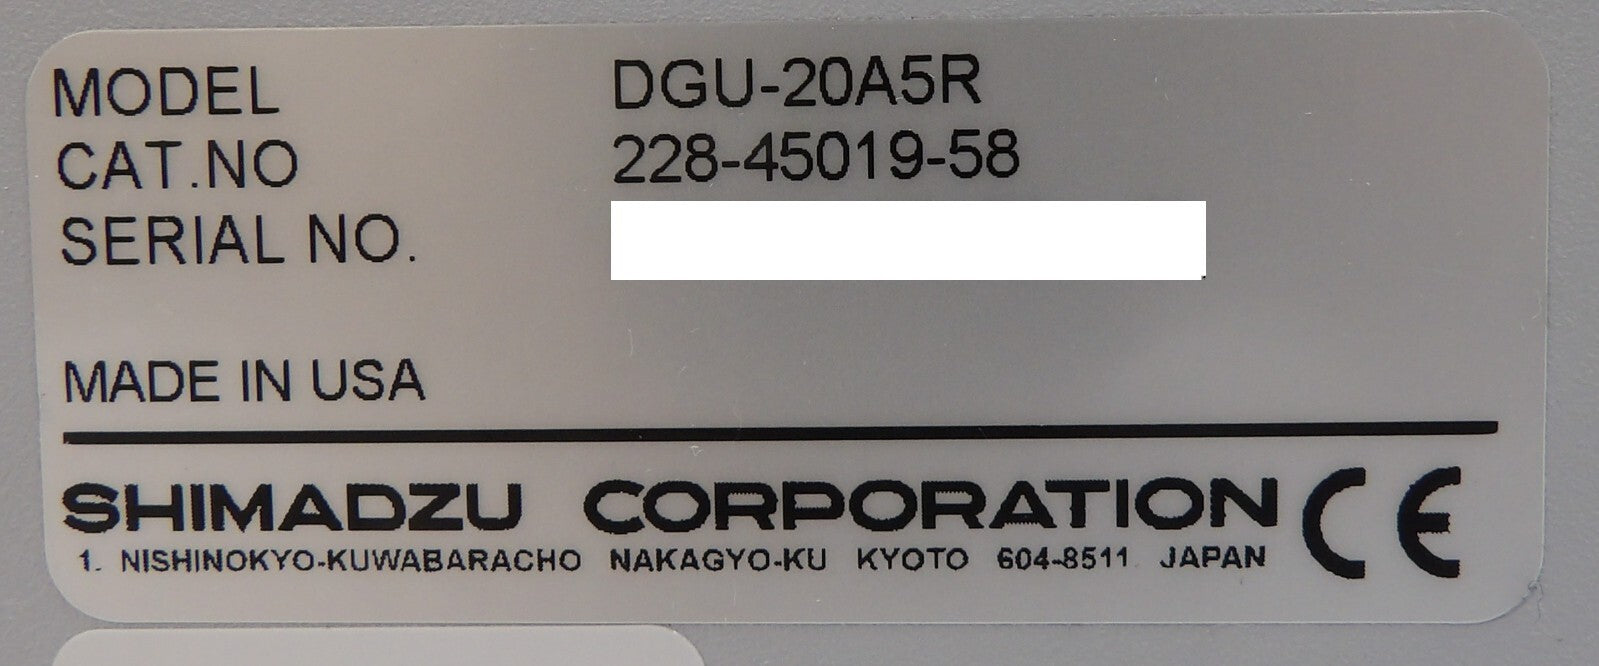 MODEL DGU-20A5R
CAT.NO 228-45019-58
SERIAL NO.
MADE IN USA
SHIMADZU CORPORATION CE
1. NISHINOKYO-KUWABARACHO NAKAGYO-KU KYOTO 604-8511 JAPAN